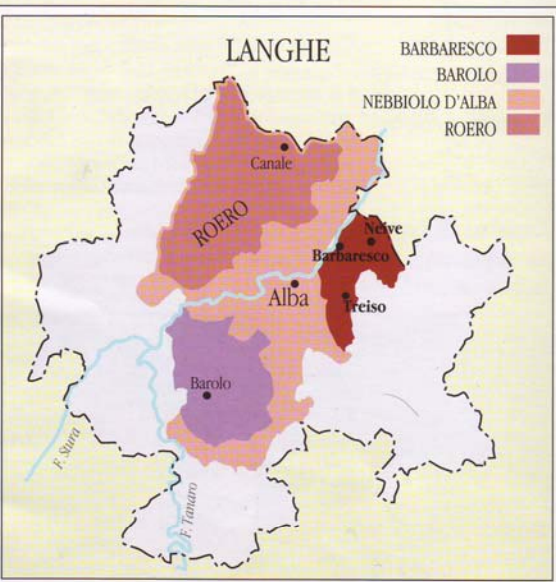 LANGHE
BARBARESCO
BAROLO
NEBBIOLO D'ALBA
ROERO
Canale
ROERO
Neive
Barbaresco
Alba
Treiso
Barolo
F. Stura
F. Tanaro